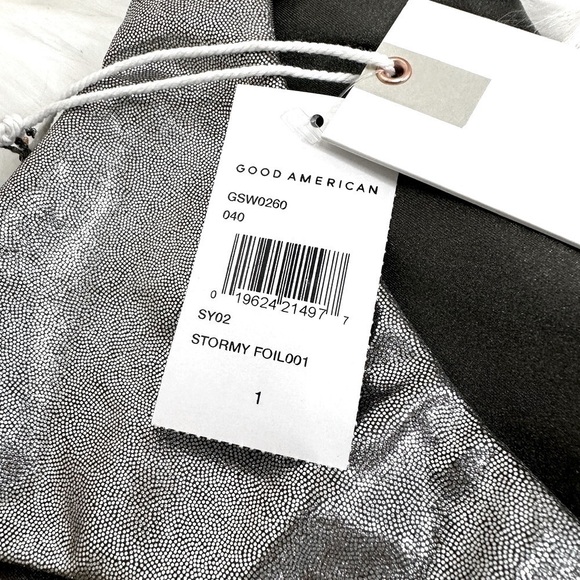 GOOD AMERICAN
GSW0260
040
0 19624 21497 7
SY02
STORMY FOIL001
1